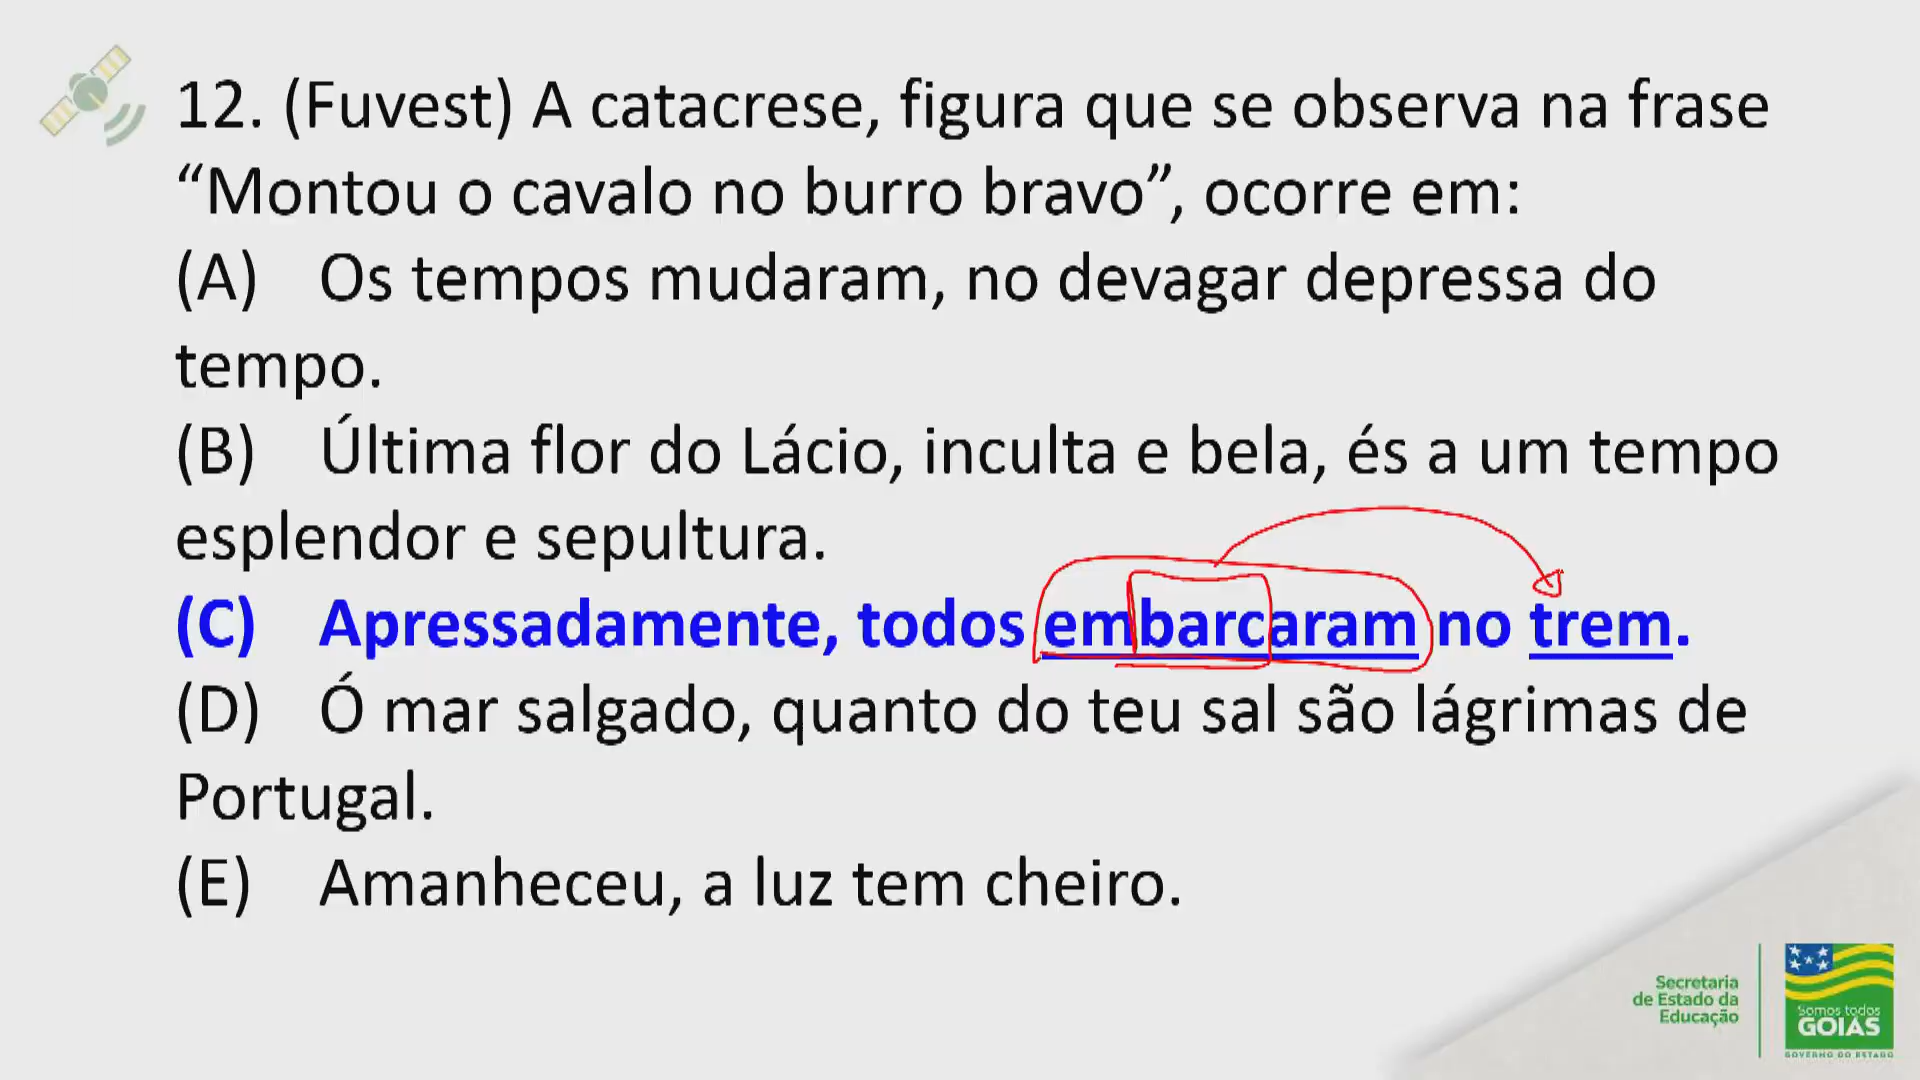 12. (Fuvest) A catacrese, figura que se observa na frase
“Montou o cavalo no burro bravo”, ocorre em:
(A) Os tempos mudaram, no devagar depressa do
tempo.
(B) Última flor do Lácio, inculta e bela, és a um tempo
esplendor e sepultura.
(C) Apressadamente, todos embarcaram no trem.
(D) Ó mar salgado, quanto do teu sal são lágrimas de
Portugal.
(E) Amanheceu, a luz tem cheiro.
Secretaria
de Estado da
Educação
Somos todos
GOIÁS
GOVERNO DO ESTADO